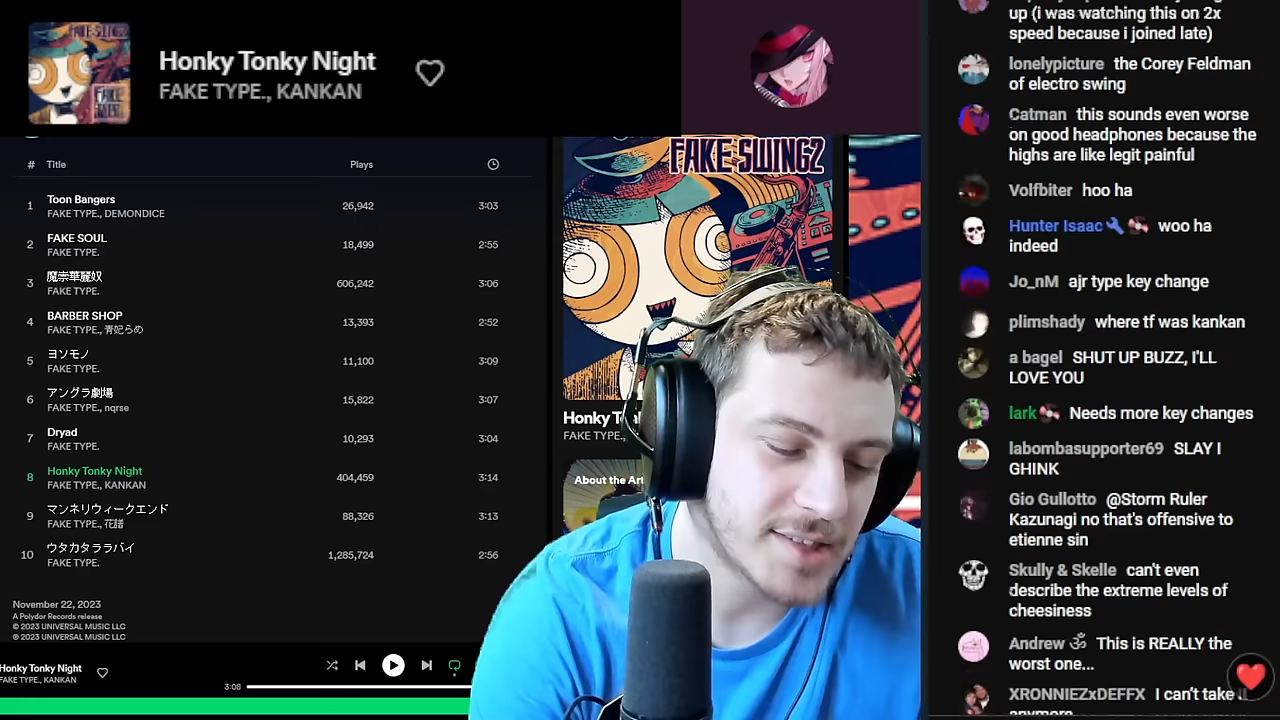 Honky Tonky Night
FAKE TYPE., KANKAN
# Title Plays
1 Toon Bangers 26,942 3:03
FAKE TYPE., DEMONDICE
2 FAKE SOUL 18,499 2:55
FAKE TYPE.
3 魔崇華麗奴 606,242 3:06
FAKE TYPE.
4 BARBER SHOP 13,393 2:52
FAKE TYPE., 青妃らめ
5 ヨソモノ 11,100 3:09
FAKE TYPE.
6 アングラ劇場 15,822 3:07
FAKE TYPE., nqrse
7 Dryad 10,293 3:04
FAKE TYPE.
8 Honky Tonky Night 404,459 3:14
FAKE TYPE., KANKAN
9 マンネリウィークエンド 88,326 3:13
FAKE TYPE., 花譜
10 ウタカタララバイ 1,285,724 2:56
FAKE TYPE.
November 22, 2023
A Polydor Records release
© 2023 UNIVERSAL MUSIC LLC
℗ 2023 UNIVERSAL MUSIC LLC
Honky Tonky Night
FAKE TYPE., KANKAN
3:08
FAKE SWING2
Honky To
FAKE TYPE.,
About the Art
up (i was watching this on 2x
speed because i joined late)
lonelypicture the Corey Feldman
of electro swing
Catman this sounds even worse
on good headphones because the
highs are like legit painful
Volfbiter hoo ha
Hunter Isaac woo ha
indeed
Jo_nM ajr type key change
plimshady where tf was kankan
a bagel SHUT UP BUZZ, I'LL
LOVE YOU
lark Needs more key changes
labombasupporter69 SLAY I
GHINK
Gio Gullotto @Storm Ruler
Kazunagi no that's offensive to
etienne sin
Skully & Skelle can't even
describe the extreme levels of
cheesiness
Andrew ॐ This is REALLY the
worst one...
XRONNIEZxDEFFX I can't take
anymore